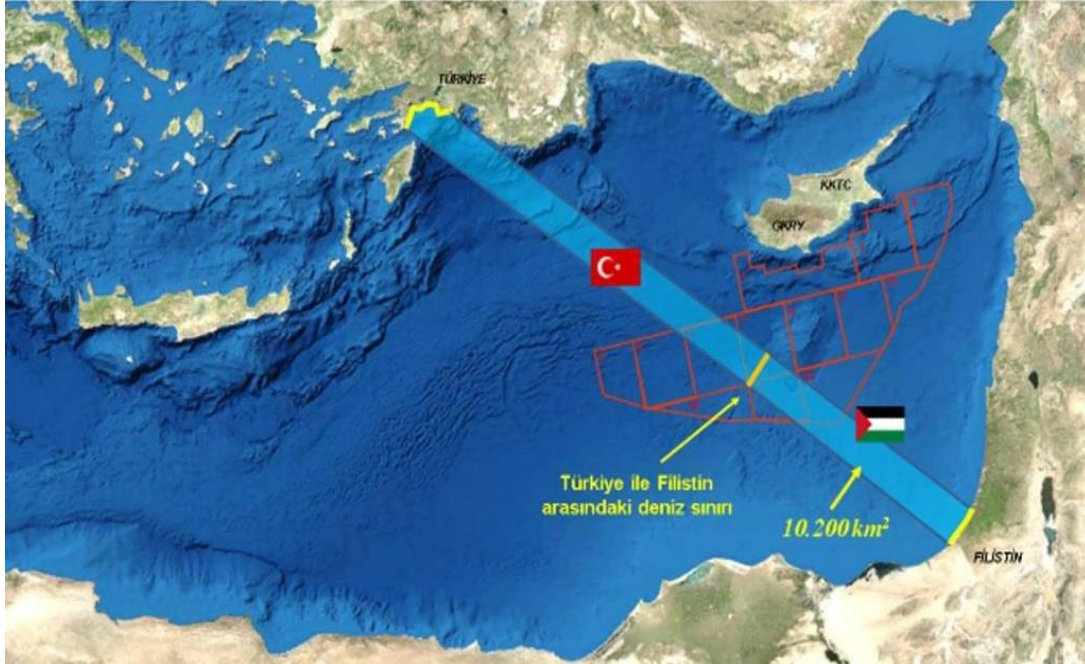 TÜRKİYE
KKTC
GKRY
Türkiye ile Filistin
arasındaki deniz sınırı
10.200 km²
FİLİSTİN